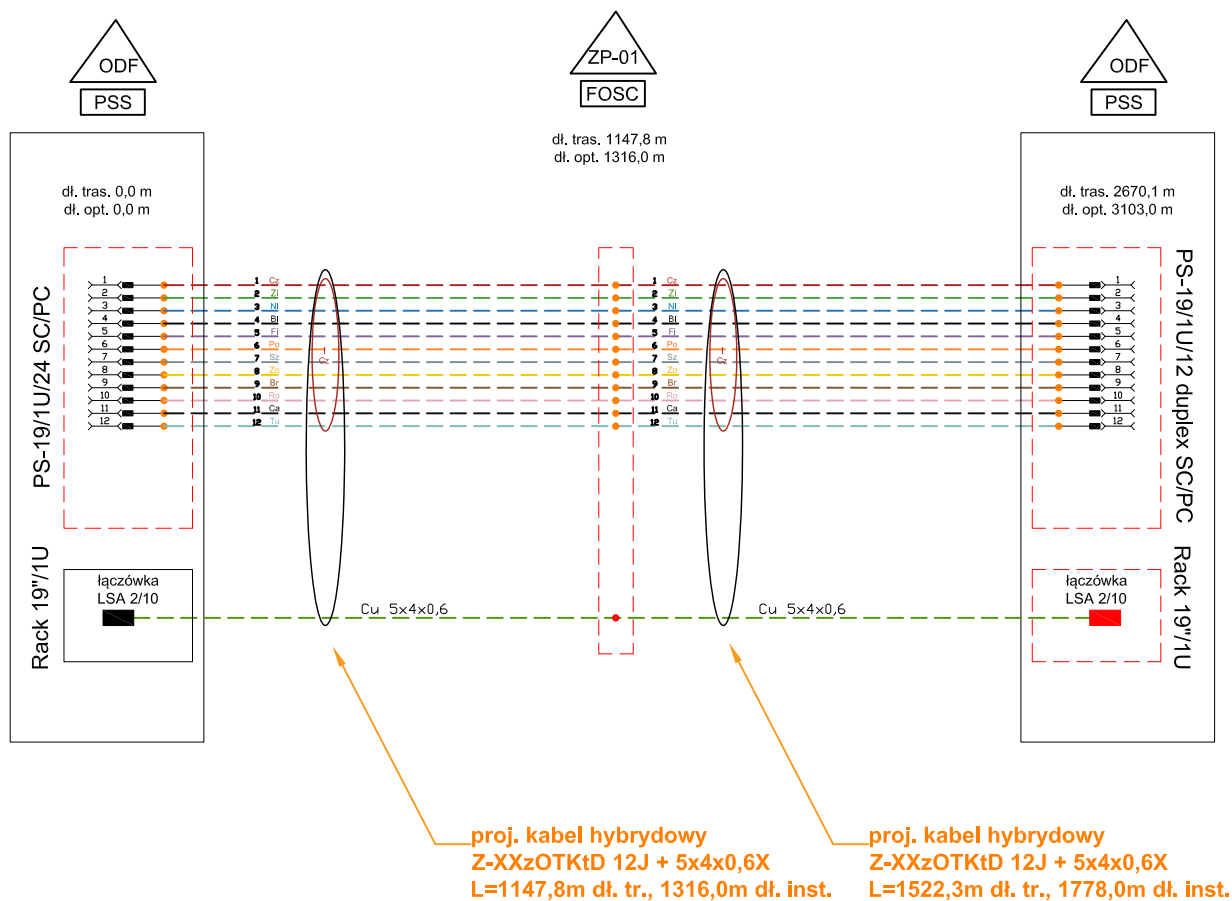 ODF
PSS
ZP-01
FOSC
ODF
PSS
dł. tras. 1147,8 m
dł. opt. 1316,0 m
dł. tras. 0,0 m
dł. opt. 0,0 m
dł. tras. 2670,1 m
dł. opt. 3103,0 m
PS-19/1U/24 SC/PC
1
2
3
4
5
6
7
8
9
10
11
12
1 Cz
2 Zi
3 NI
4 BI
5 Fi
6 Po
7 Sz
8 Zo
9 Br
10 Ro
11 Ca
12 Tu
1
Cz
1 Cz
2 Zi
3 NI
4 BI
5 Fi
6 Po
7 Sz
8 Zo
9 Br
10 Ro
11 Ca
12 Tu
1
Cz
1
2
3
4
5
6
7
8
9
10
11
12
PS-19/1U/12 duplex SC/PC
Rack 19"/1U
łączówka
LSA 2/10
Cu 5x4x0,6
Cu 5x4x0,6
łączówka
LSA 2/10
Rack 19"/1U
proj. kabel hybrydowy
Z-XXzOTKtD 12J + 5x4x0,6X
L=1147,8m dł. tr., 1316,0m dł. inst.
proj. kabel hybrydowy
Z-XXzOTKtD 12J + 5x4x0,6X
L=1522,3m dł. tr., 1778,0m dł. inst.